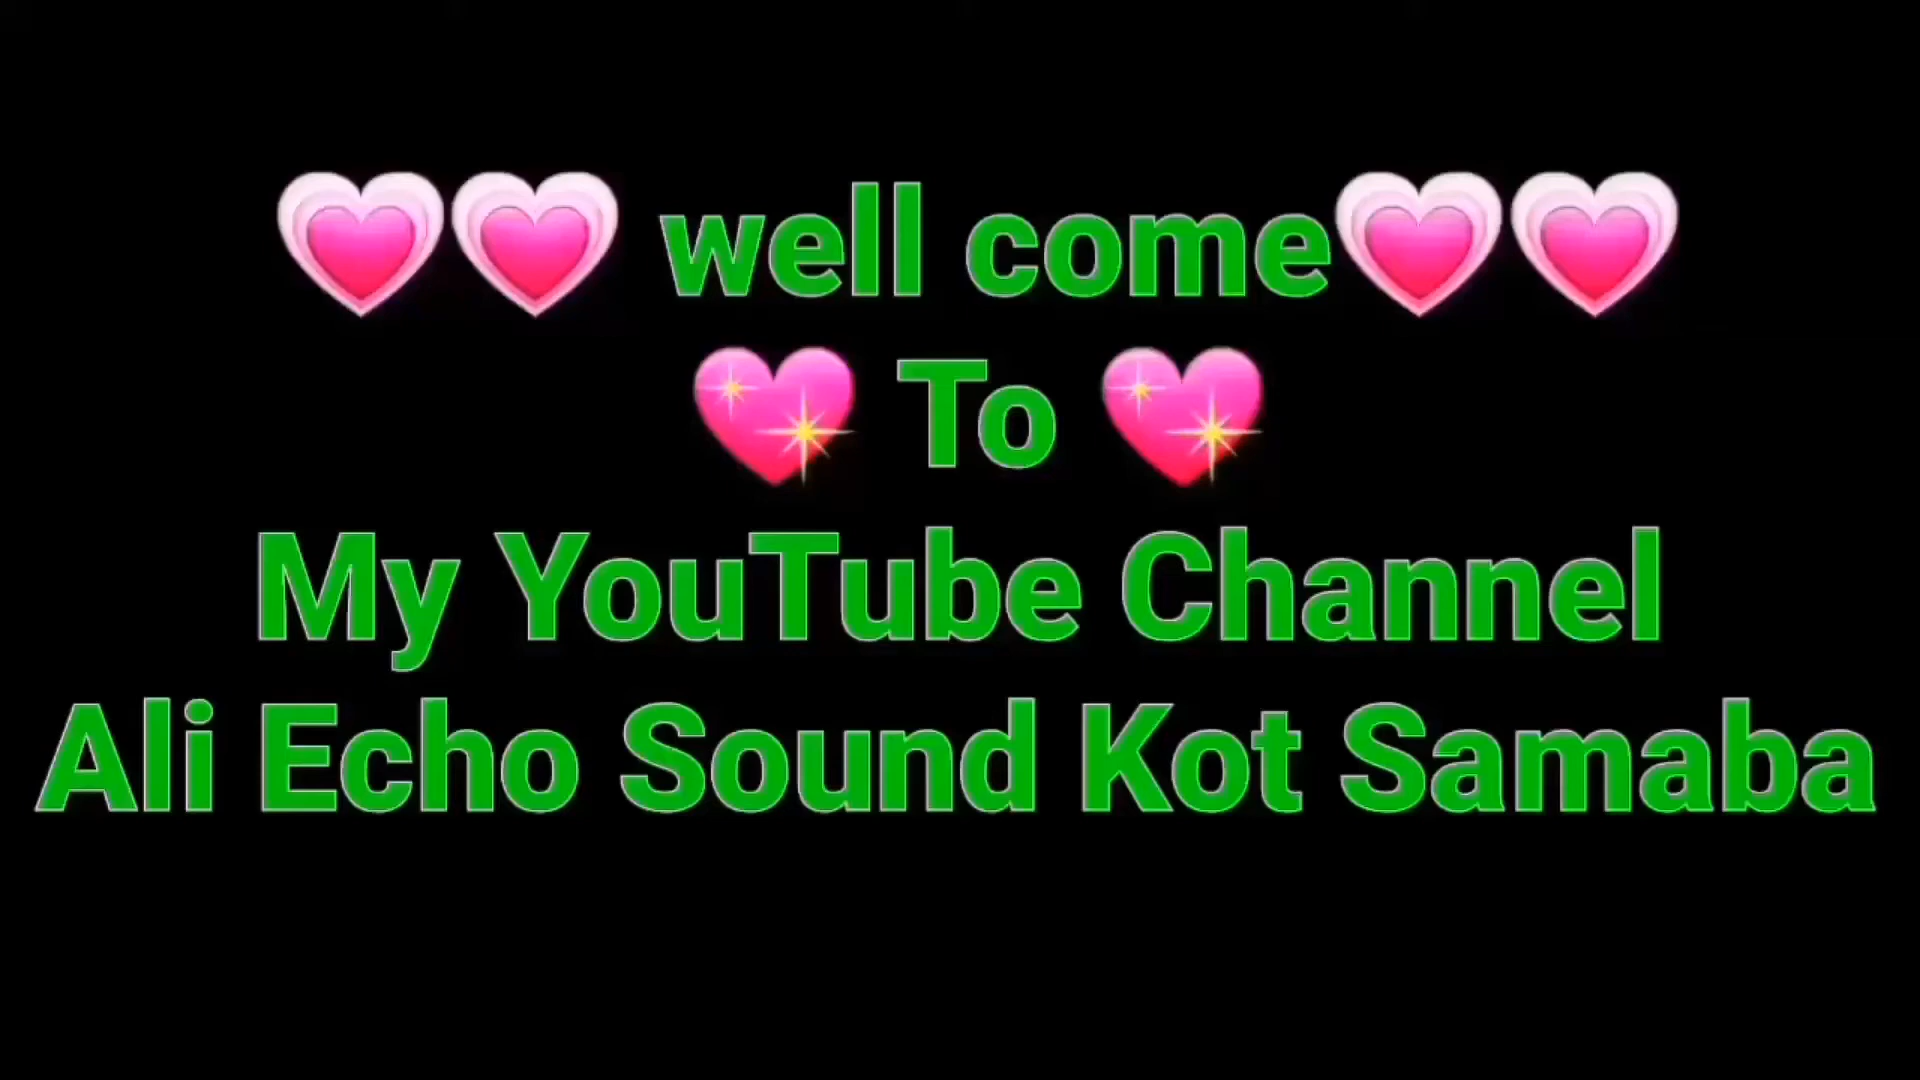 💗💗 well come💗💗
💖 To 💖
My YouTube Channel
Ali Echo Sound Kot Samaba